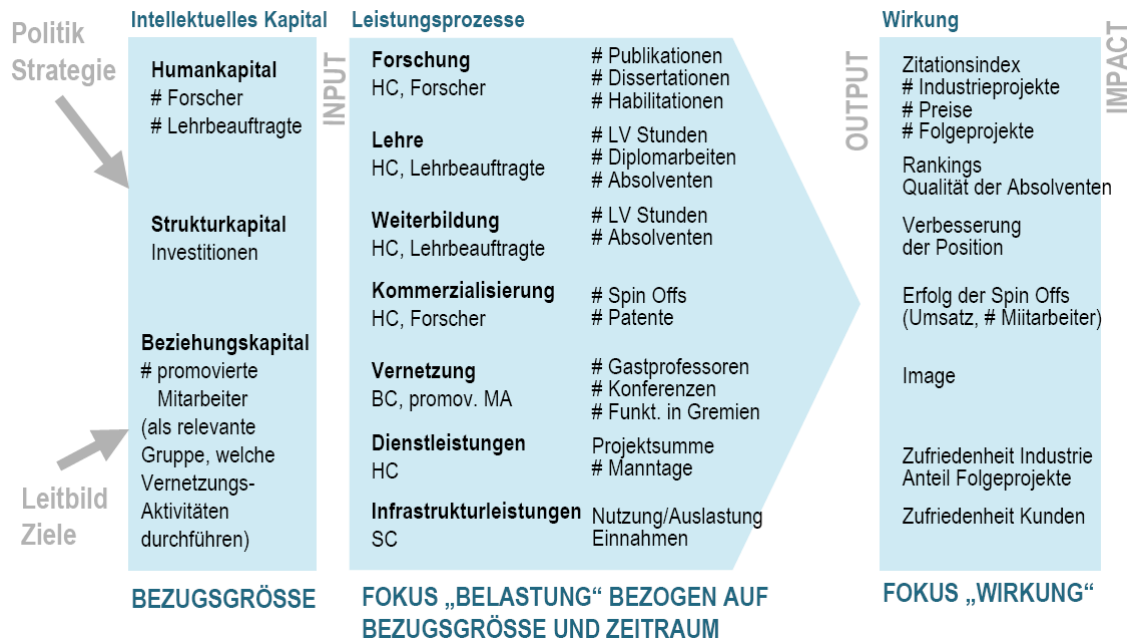 Politik
Strategie
Leitbild
Ziele
Intellektuelles Kapital
Humankapital
# Forscher
# Lehrbeauftragte
Strukturkapital
Investitionen
Beziehungskapital
# promovierte
Mitarbeiter
(als relevante
Gruppe, welche
Vernetzungs-
Aktivitäten
durchführen)
BEZUGSGRÖSSE
INPUT
Leistungsprozesse
Forschung
HC, Forscher
# Publikationen
# Dissertationen
# Habilitationen
Lehre
HC, Lehrbeauftragte
# LV Stunden
# Diplomarbeiten
# Absolventen
Weiterbildung
HC, Lehrbeauftragte
# LV Stunden
# Absolventen
Kommerzialisierung
HC, Forscher
# Spin Offs
# Patente
Vernetzung
BC, promov. MA
# Gastprofessoren
# Konferenzen
# Funkt. in Gremien
Dienstleistungen
HC
Projektsumme
# Manntage
Infrastrukturleistungen
SC
Nutzung/Auslastung
Einnahmen
FOKUS „BELASTUNG“ BEZOGEN AUF
BEZUGSGRÖSSE UND ZEITRAUM
OUTPUT
Wirkung
Zitationsindex
# Industrieprojekte
# Preise
# Folgeprojekte
Rankings
Qualität der Absolventen
Verbesserung
der Position
Erfolg der Spin Offs
(Umsatz, # Miitarbeiter)
Image
Zufriedenheit Industrie
Anteil Folgeprojekte
Zufriedenheit Kunden
FOKUS „WIRKUNG“
IMPACT